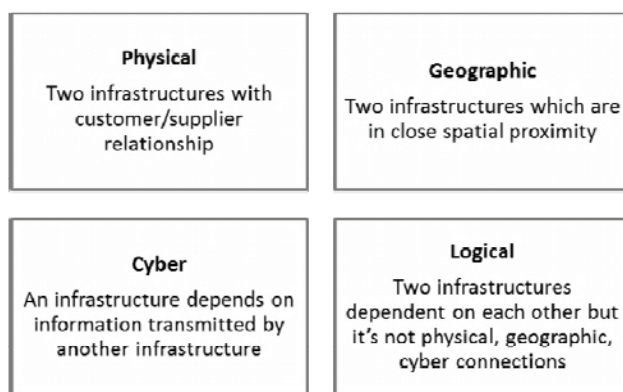 Physical
Two infrastructures with
customer/supplier
relationship
Geographic
Two infrastructures which are
in close spatial proximity
Cyber
An infrastructure depends on
information transmitted by
another infrastructure
Logical
Two infrastructures
dependent on each other but
it's not physical, geographic,
cyber connections